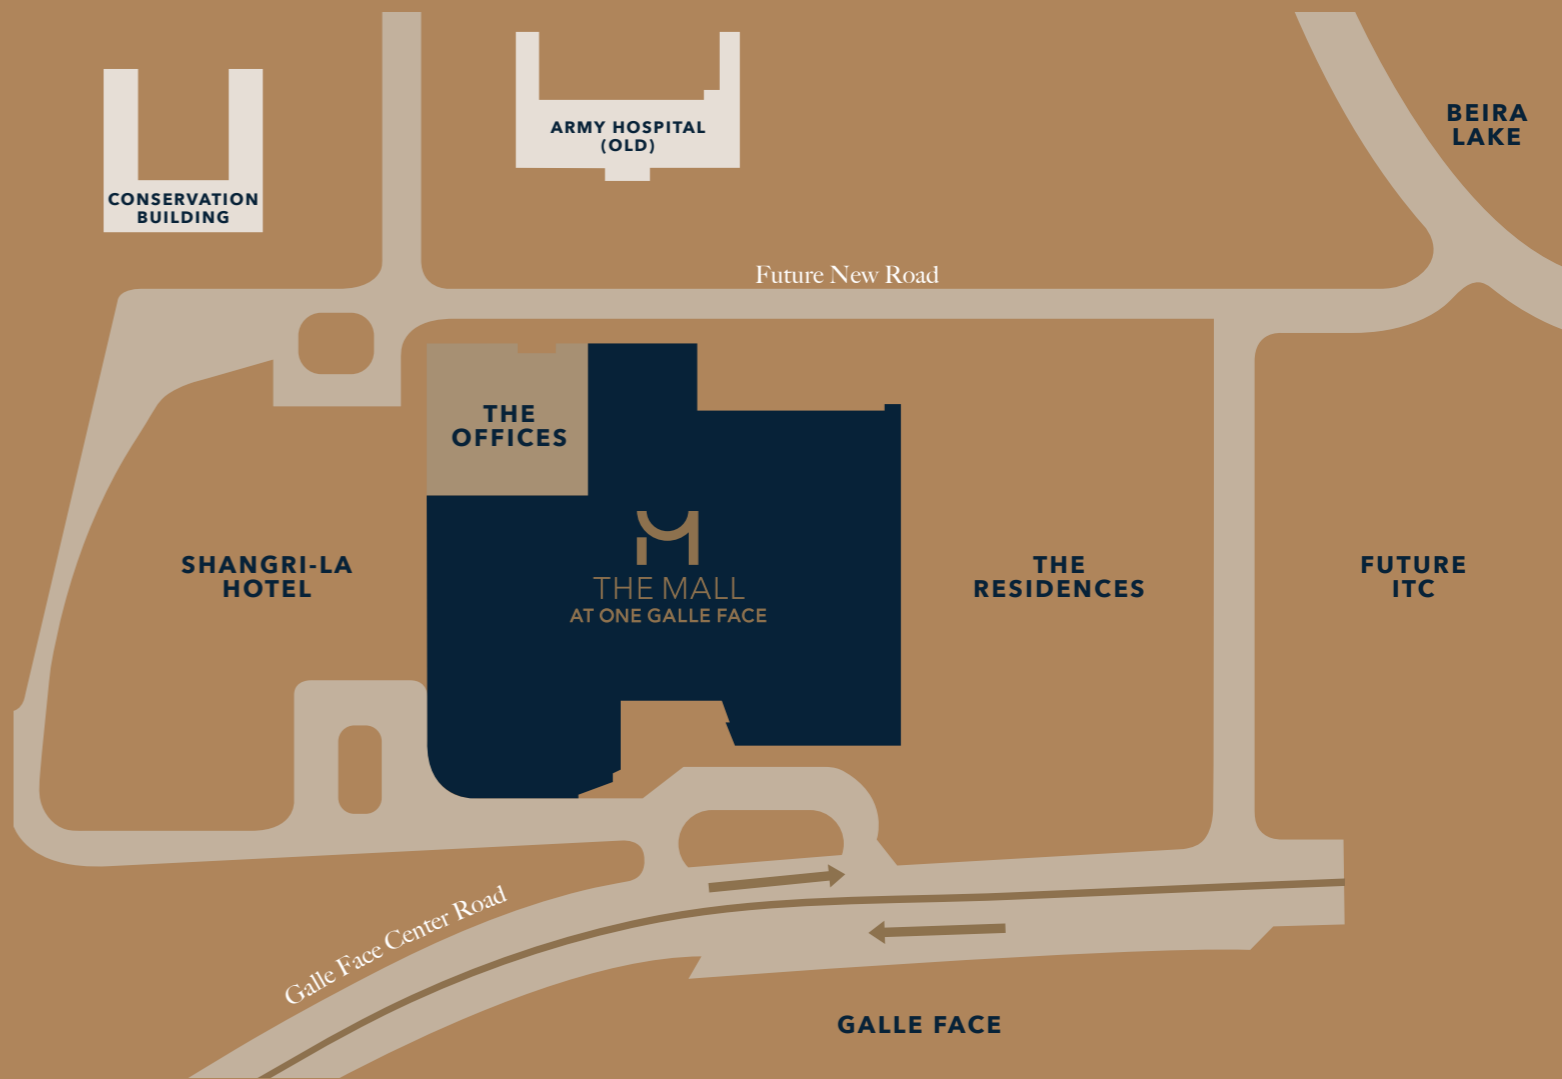 BEIRA
LAKE
ARMY HOSPITAL
(OLD)
CONSERVATION
BUILDING
Future New Road
THE
OFFICES
SHANGRI-LA
HOTEL
THE MALL
AT ONE GALLE FACE
THE
RESIDENCES
FUTURE
ITC
Galle Face Center Road
GALLE FACE